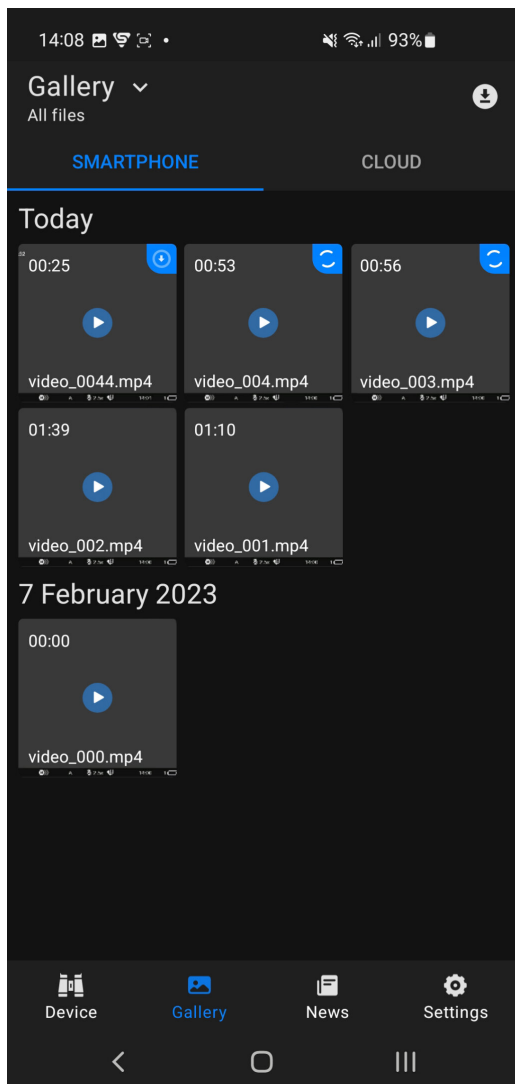 14:08
93%
Gallery
All files
SMARTPHONE
CLOUD
Today
00:25
00:53
00:56
video_0044.mp4
video_004.mp4
video_003.mp4
01:39
01:10
video_002.mp4
video_001.mp4
7 February 2023
00:00
video_000.mp4
Device
Gallery
News
Settings